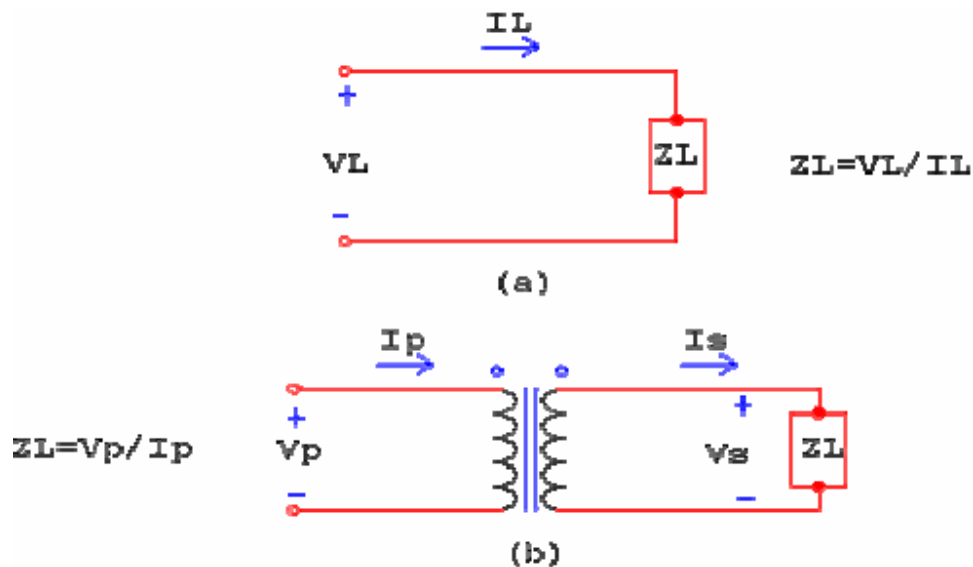 IL
+
VL
ZL
ZL=VL/IL
-
(a)
Ip
Is
+
+
ZL=Vp/Ip
Vp
Vs
ZL
-
-
(b)